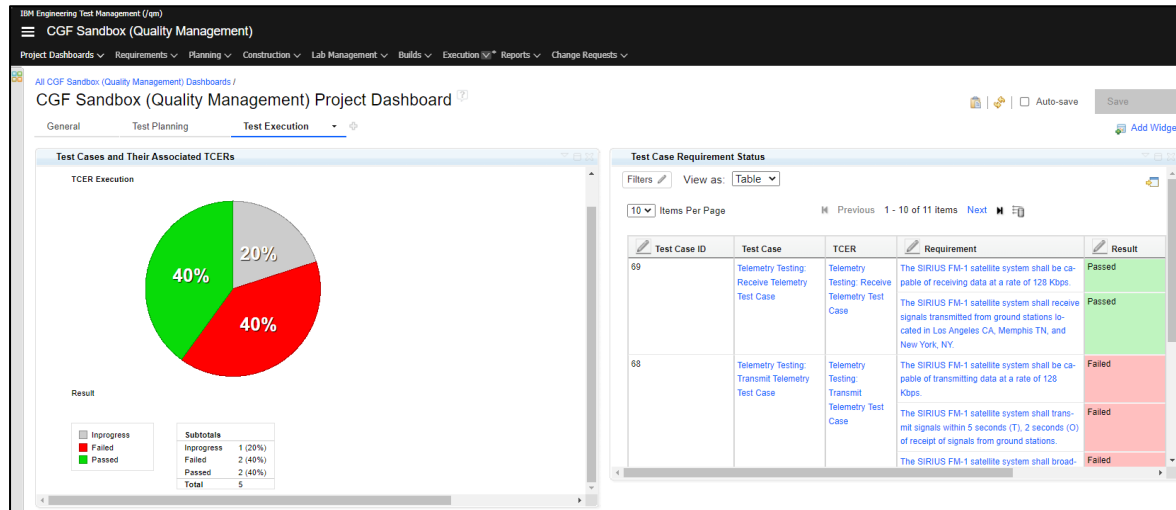 IBM Engineering Test Management (/qm)
CGF Sandbox (Quality Management)
Project Dashboards Requirements Planning Construction Lab Management Builds Execution Reports Change Requests
All CGF Sandbox (Quality Management) Dashboards /
CGF Sandbox (Quality Management) Project Dashboard ?
Auto-save Save
General Test Planning Test Execution
Add Widge
Test Cases and Their Associated TCERs
TCER Execution
20%
40%
40%
Result
Inprogress
Failed
Passed
Subtotals
Inprogress 1 (20%)
Failed 2 (40%)
Passed 2 (40%)
Total 5
Test Case Requirement Status
Filters View as: Table
10 Items Per Page Previous 1 - 10 of 11 items Next
Test Case ID Test Case TCER Requirement Result
69
Telemetry Testing:
Receive Telemetry
Test Case
Telemetry
Testing: Receive
Telemetry Test
Case
The SIRIUS FM-1 satellite system shall be ca-
pable of receiving data at a rate of 128 Kbps.
Passed
The SIRIUS FM-1 satellite system shall receive
signals transmitted from ground stations lo-
cated in Los Angeles CA, Memphis TN, and
New York, NY.
Passed
68
Telemetry Testing:
Transmit Telemetry
Test Case
Telemetry
Testing:
Transmit
Telemetry Test
Case
The SIRIUS FM-1 satellite system shall be ca-
pable of transmitting data at a rate of 128
Kbps.
Failed
The SIRIUS FM-1 satellite system shall trans-
mit signals within 5 seconds (T), 2 seconds (O)
of receipt of signals from ground stations.
Failed
The SIRIUS FM-1 satellite system shall broad-
Failed